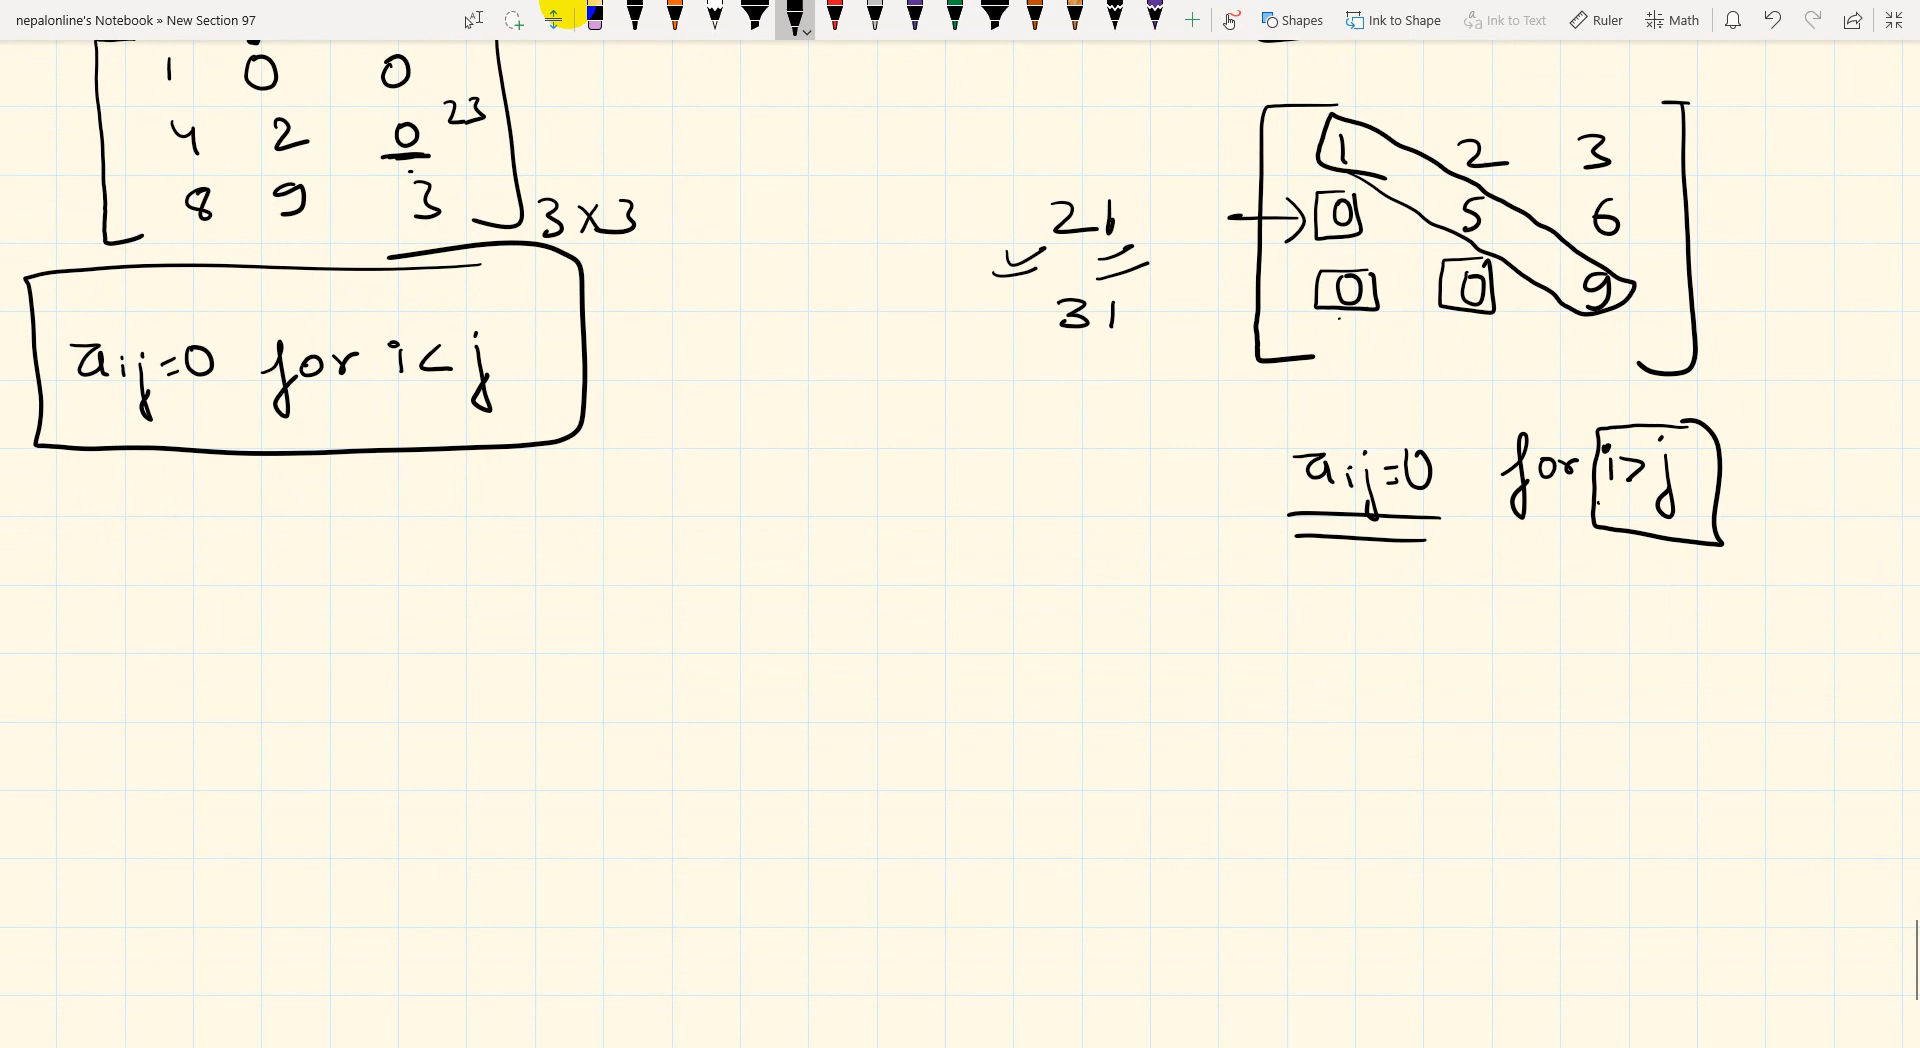 nepalonline's Notebook » New Section 97
Shapes Ink to Shape Ink to Text Ruler Math
1 0 0
4 2 0 23
8 9 3
3×3
aij=0 for i<j
21
31
1 2 3
0 5 6
0 0 9
aij=0 for i>j